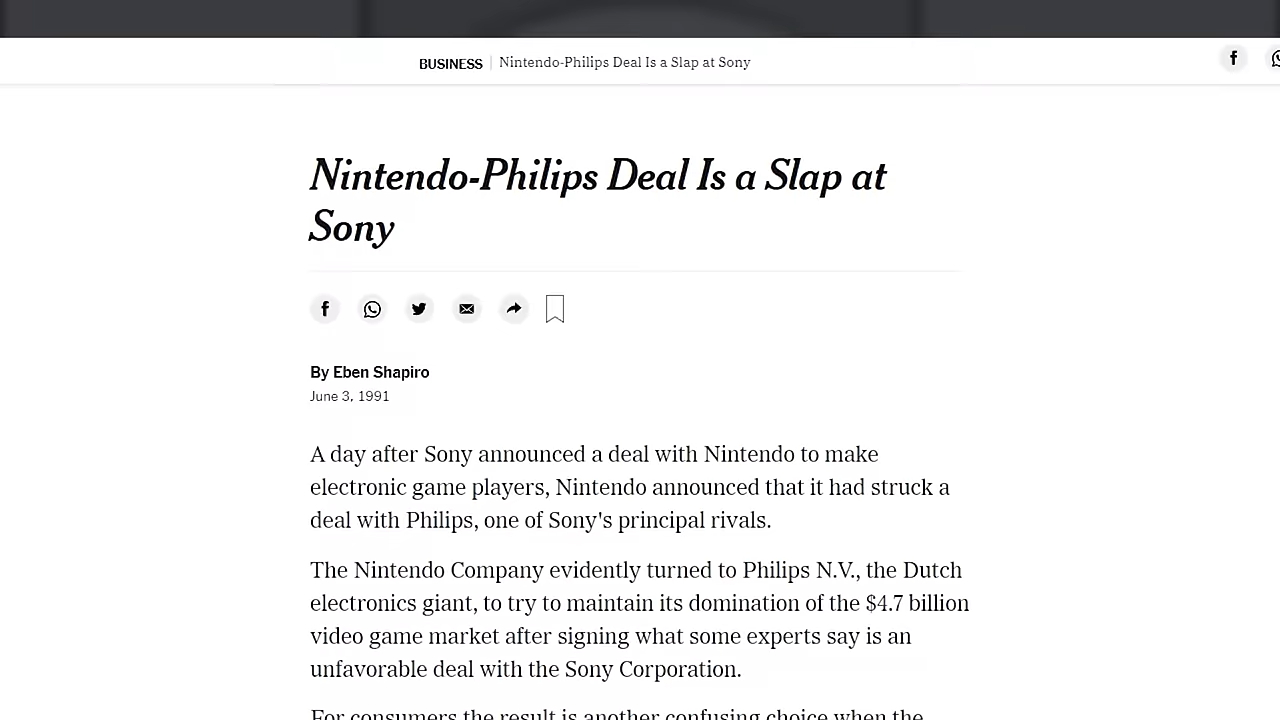 BUSINESS | Nintendo-Philips Deal Is a Slap at Sony
Nintendo-Philips Deal Is a Slap at
Sony
By Eben Shapiro
June 3, 1991
A day after Sony announced a deal with Nintendo to make
electronic game players, Nintendo announced that it had struck a
deal with Philips, one of Sony's principal rivals.
The Nintendo Company evidently turned to Philips N.V., the Dutch
electronics giant, to try to maintain its domination of the $4.7 billion
video game market after signing what some experts say is an
unfavorable deal with the Sony Corporation.
For consumers the result is another confusing choice when the